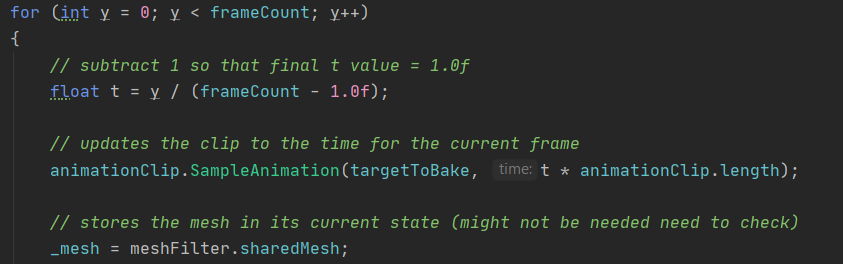 for (int y = 0; y < frameCount; y++)
{
// subtract 1 so that final t value = 1.0f
float t = y / (frameCount - 1.0f);
// updates the clip to the time for the current frame
animationClip.SampleAnimation(targetToBake, time: t * animationClip.length);
// stores the mesh in its current state (might not be needed need to check)
_mesh = meshFilter.sharedMesh;